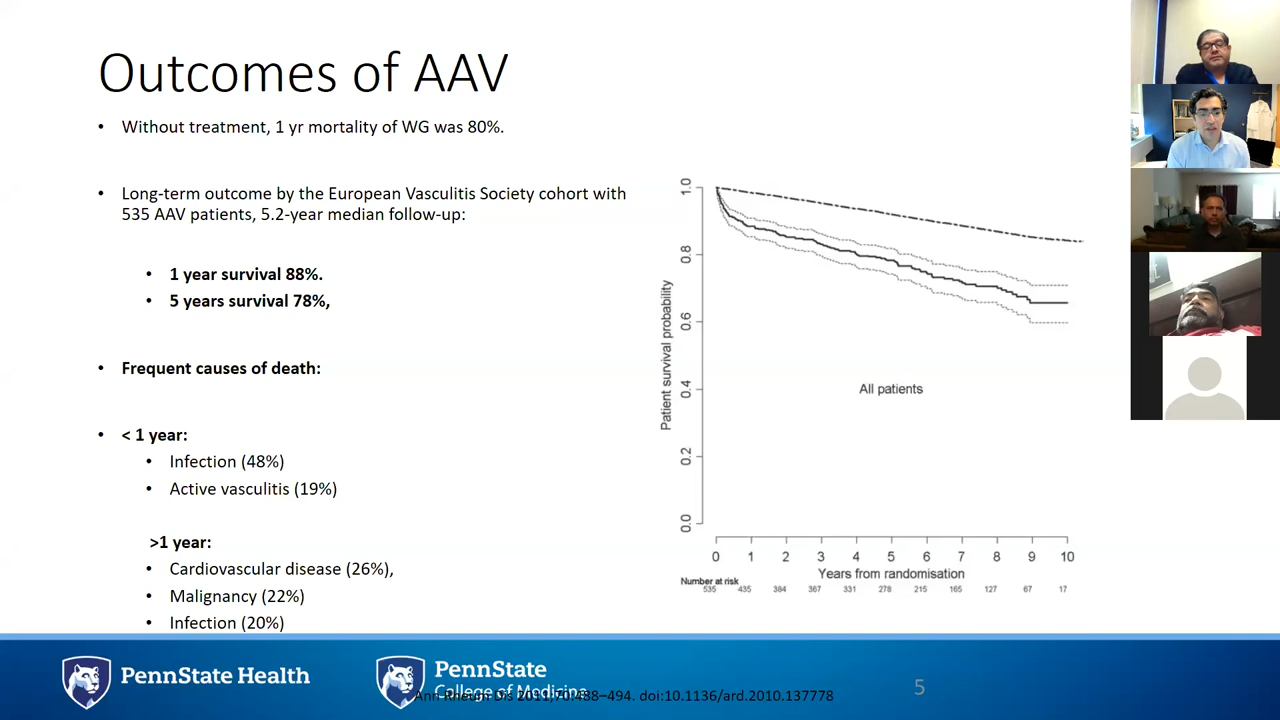 Outcomes of AAV
• Without treatment, 1 yr mortality of WG was 80%.
• Long-term outcome by the European Vasculitis Society cohort with
535 AAV patients, 5.2-year median follow-up:
• 1 year survival 88%.
• 5 years survival 78%,
• Frequent causes of death:
• < 1 year:
• Infection (48%)
• Active vasculitis (19%)
>1 year:
• Cardiovascular disease (26%),
• Malignancy (22%)
• Infection (20%)
Patient survival probability
1.0
0.8
0.6
0.4
0.2
0.0
All patients
0 1 2 3 4 5 6 7 8 9 10
Years from randomisation
Number at risk
535 435 384 367 331 278 215 165 127 67 17
PennState Health
PennState
College of Medicine
Ann Rheum Dis 2011;70:488–494. doi:10.1136/ard.2010.137778
5